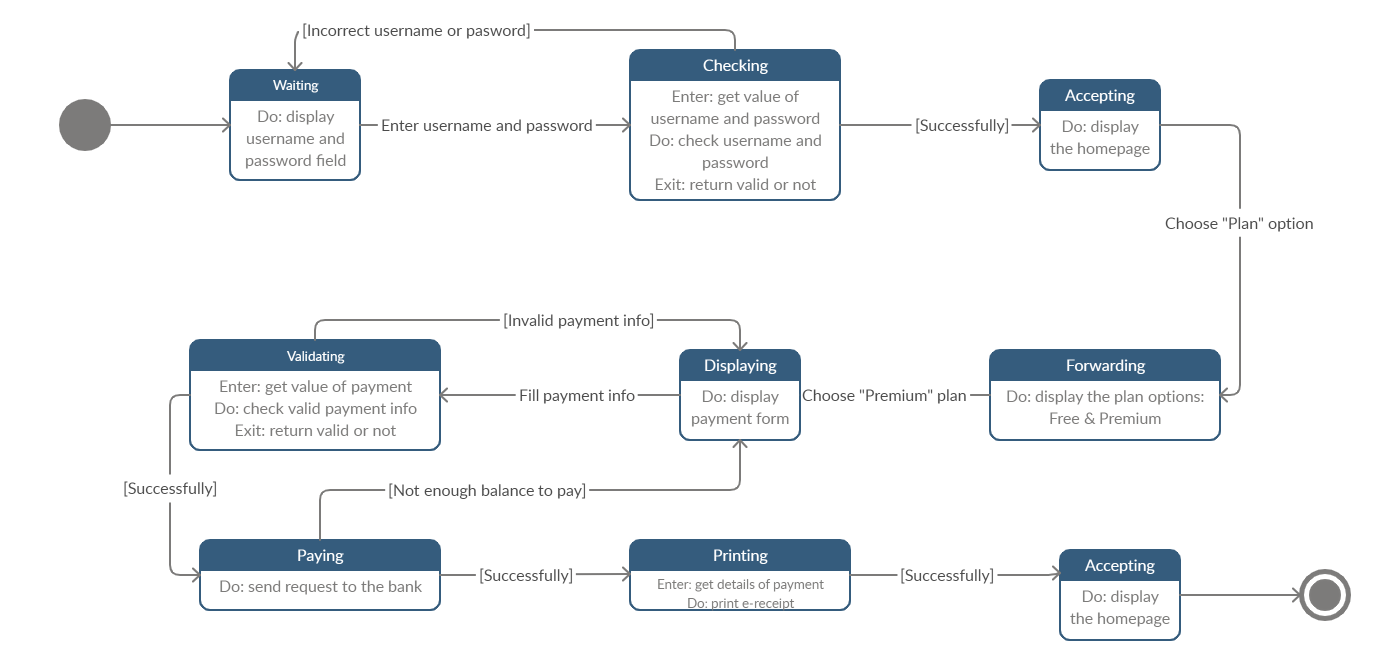 [Incorrect username or pasword]
Waiting
Do: display
username and
password field
Enter username and password
Checking
Enter: get value of
username and password
Do: check username and
password
Exit: return valid or not
[Successfully]
Accepting
Do: display
the homepage
Choose "Plan" option
[Invalid payment info]
Validating
Enter: get value of payment
Do: check valid payment info
Exit: return valid or not
Fill payment info
Displaying
Do: display
payment form
Choose "Premium" plan
Forwarding
Do: display the plan options:
Free & Premium
[Successfully]
[Not enough balance to pay]
Paying
Do: send request to the bank
[Successfully]
Printing
Enter: get details of payment
Do: print e-receipt
[Successfully]
Accepting
Do: display
the homepage